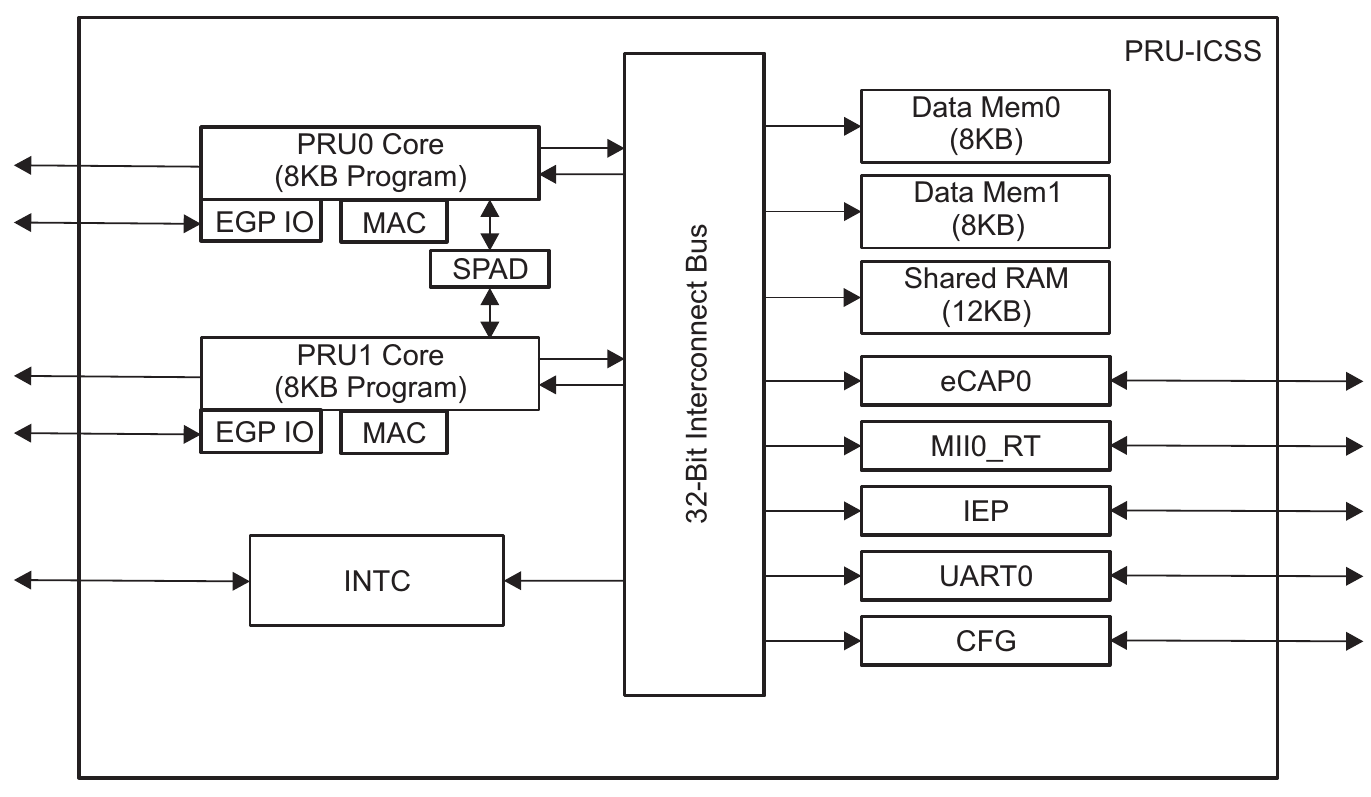 PRU-ICSS
PRU0 Core
(8KB Program)
EGP IO
MAC
SPAD
PRU1 Core
(8KB Program)
EGP IO
MAC
INTC
32-Bit Interconnect Bus
Data Mem0
(8KB)
Data Mem1
(8KB)
Shared RAM
(12KB)
eCAP0
MII0_RT
IEP
UART0
CFG